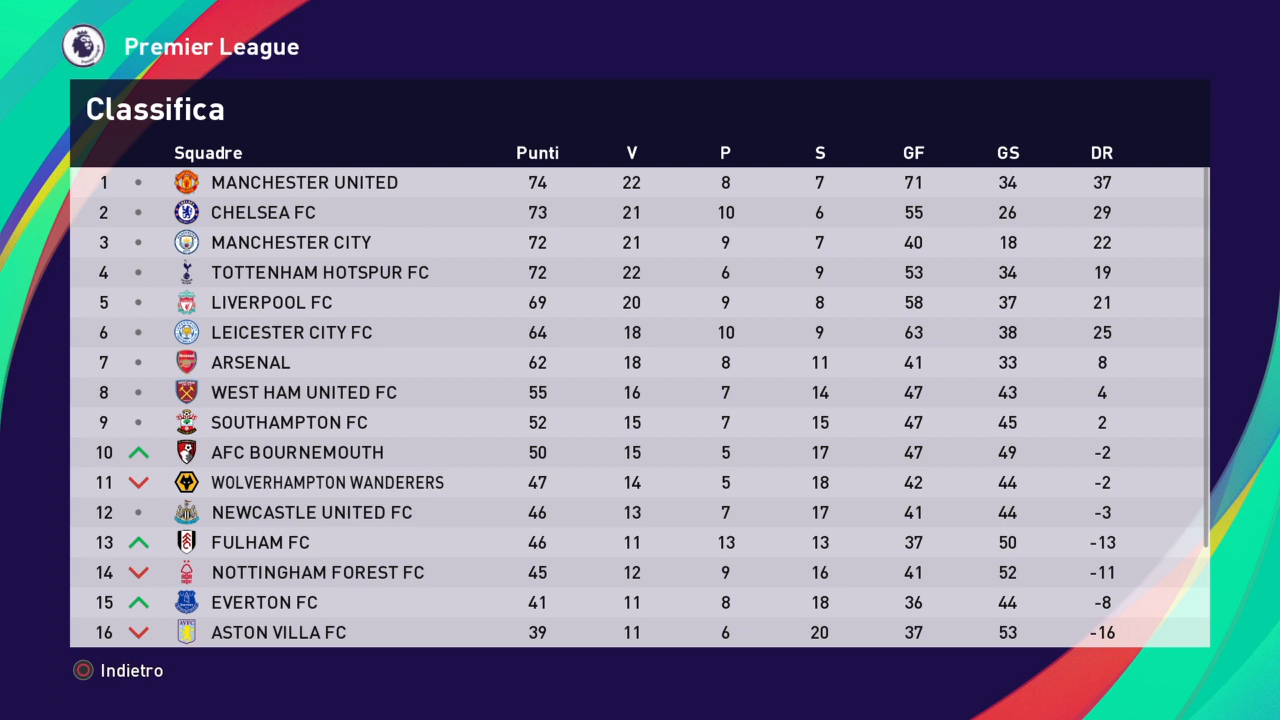 Premier League
Classifica
Squadre Punti V P S GF GS DR
1 MANCHESTER UNITED 74 22 8 7 71 34 37
2 CHELSEA FC 73 21 10 6 55 26 29
3 MANCHESTER CITY 72 21 9 7 40 18 22
4 TOTTENHAM HOTSPUR FC 72 22 6 9 53 34 19
5 LIVERPOOL FC 69 20 9 8 58 37 21
6 LEICESTER CITY FC 64 18 10 9 63 38 25
7 ARSENAL 62 18 8 11 41 33 8
8 WEST HAM UNITED FC 55 16 7 14 47 43 4
9 SOUTHAMPTON FC 52 15 7 15 47 45 2
10 AFC BOURNEMOUTH 50 15 5 17 47 49 -2
11 WOLVERHAMPTON WANDERERS 47 14 5 18 42 44 -2
12 NEWCASTLE UNITED FC 46 13 7 17 41 44 -3
13 FULHAM FC 46 11 13 13 37 50 -13
14 NOTTINGHAM FOREST FC 45 12 9 16 41 52 -11
15 EVERTON FC 41 11 8 18 36 44 -8
16 ASTON VILLA FC 39 11 6 20 37 53 -16
Indietro